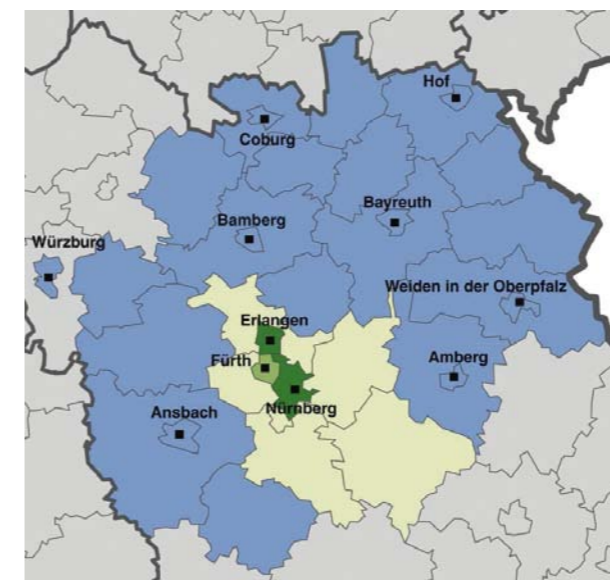 Hof
Coburg
Bayreuth
Bamberg
Würzburg
Weiden in der Oberpfalz
Erlangen
Fürth
Amberg
Nürnberg
Ansbach